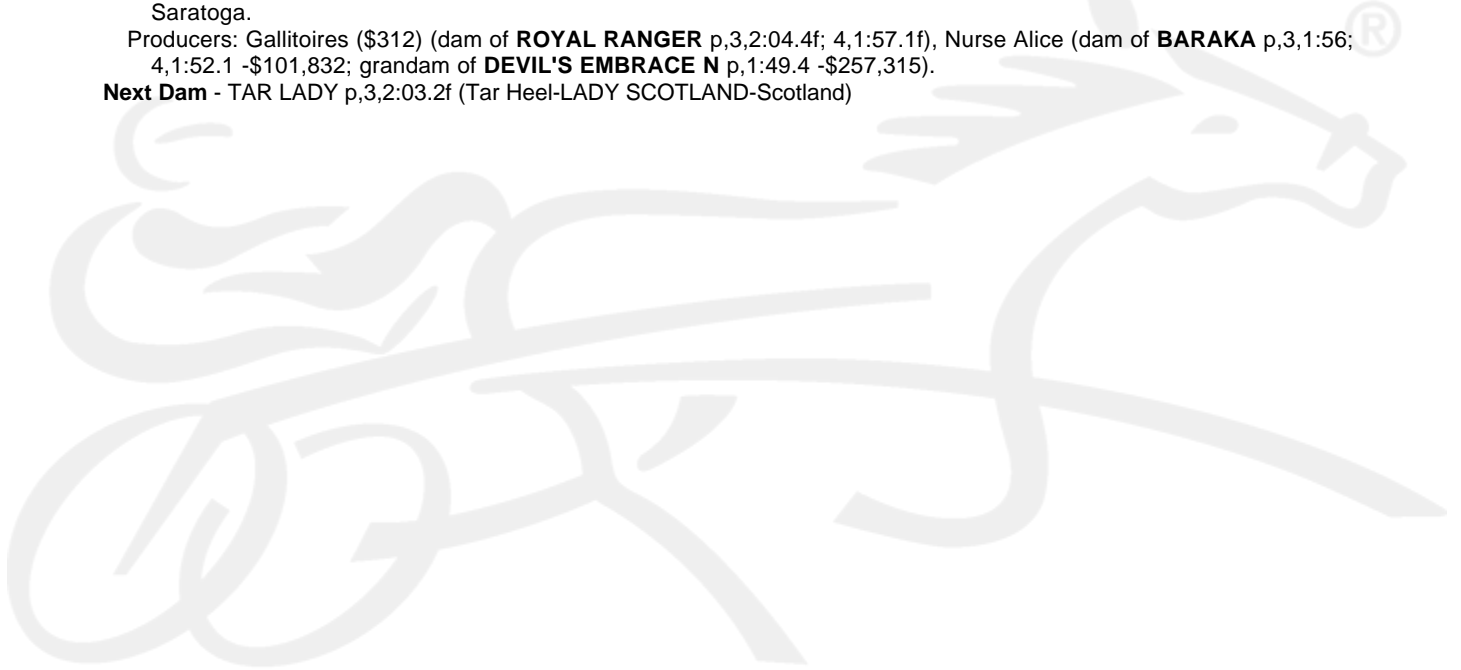 Saratoga.
Producers: Gallitoires ($312) (dam of ROYAL RANGER p,3,2:04.4f; 4,1:57.1f), Nurse Alice (dam of BARAKA p,3,1:56;
4,1:52.1 -$101,832; grandam of DEVIL'S EMBRACE N p,1:49.4 -$257,315).
Next Dam - TAR LADY p,3,2:03.2f (Tar Heel-LADY SCOTLAND-Scotland)
®